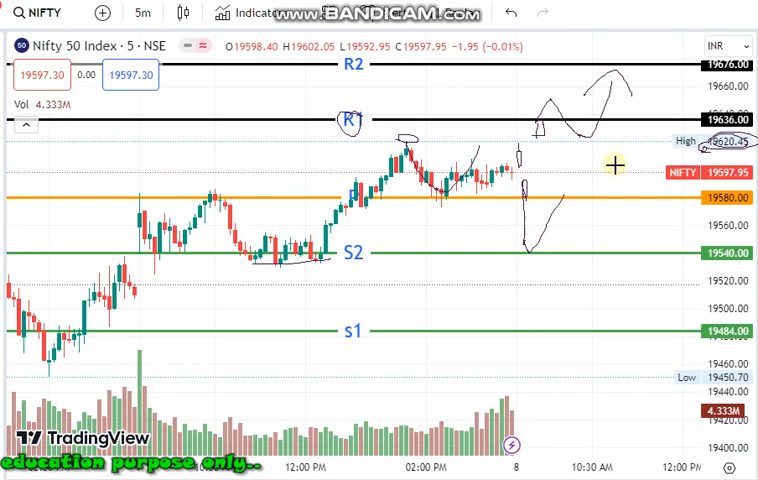 NIFTY
5m
Indicators
www.BANDICAM.com
50 Nifty 50 Index · 5 · NSE
O19598.40 H19602.05 L19592.95 C19597.95 -1.95 (-0.01%)
INR
19597.30
0.00
19597.30
Vol 4.333M
R2
19676.00
19660.00
R1
19636.00
High 19620.45
NIFTY 19597.95
P
19580.00
19560.00
S2
19540.00
19520.00
19500.00
s1
19484.00
19460.00
Low 19450.70
4.333M
19420.00
19400.00
TradingView
education purpose only--
12:00 PM
02:00 PM
8
10:30 AM
12:00 PM